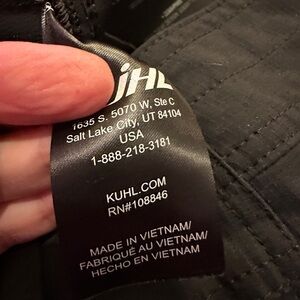 1635 S. 5070 W, Ste C
Salt Lake City, UT 84104
USA
1-888-218-3181
KUHL.COM
RN#108846
MADE IN VIETNAM/
FABRIQUÉ AU VIETNAM/
HECHO EN VIETNAM